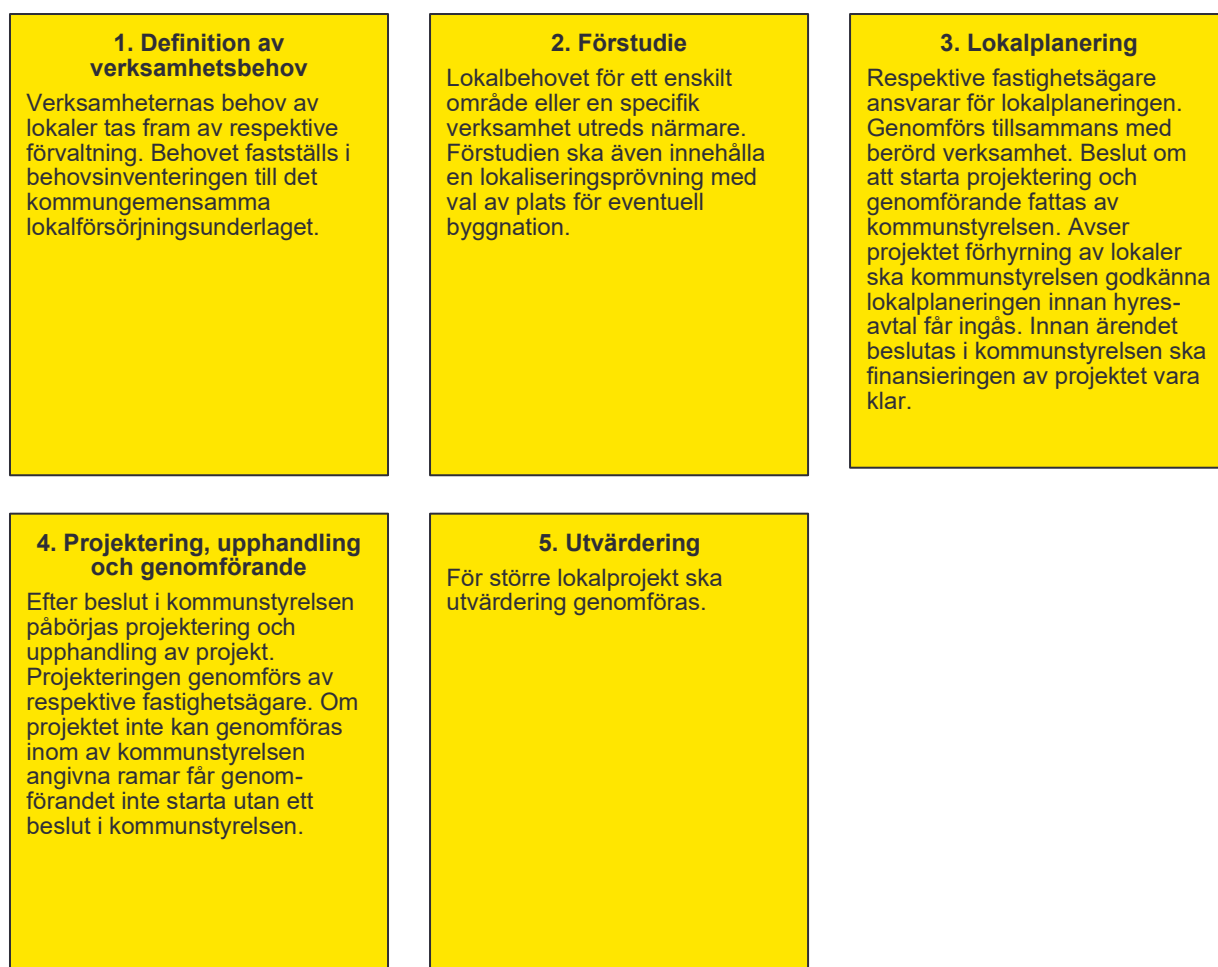 1. Definition av
verksamhetsbehov
Verksamheternas behov av
lokaler tas fram av respektive
förvaltning. Behovet fastställs i
behovsinventeringen till det
kommungemensamma
lokalförsörjningsunderlaget.
2. Förstudie
Lokalbehovet för ett enskilt
område eller en specifik
verksamhet utreds närmare.
Förstudien ska även innehålla
en lokaliseringsprövning med
val av plats för eventuell
byggnation.
3. Lokalplanering
Respektive fastighetsägare
ansvarar för lokalplaneringen.
Genomförs tillsammans med
berörd verksamhet. Beslut om
att starta projektering och
genomförande fattas av
kommunstyrelsen. Avser
projektet förhyrning av lokaler
ska kommunstyrelsen godkänna
lokalplaneringen innan hyres-
avtal får ingås. Innan ärendet
beslutas i kommunstyrelsen ska
finansieringen av projektet vara
klar.
4. Projektering, upphandling
och genomförande
Efter beslut i kommunstyrelsen
påbörjas projektering och
upphandling av projekt.
Projekteringen genomförs av
respektive fastighetsägare. Om
projektet inte kan genomföras
inom av kommunstyrelsen
angivna ramar får genom-
förandet inte starta utan ett
beslut i kommunstyrelsen.
5. Utvärdering
För större lokalprojekt ska
utvärdering genomföras.